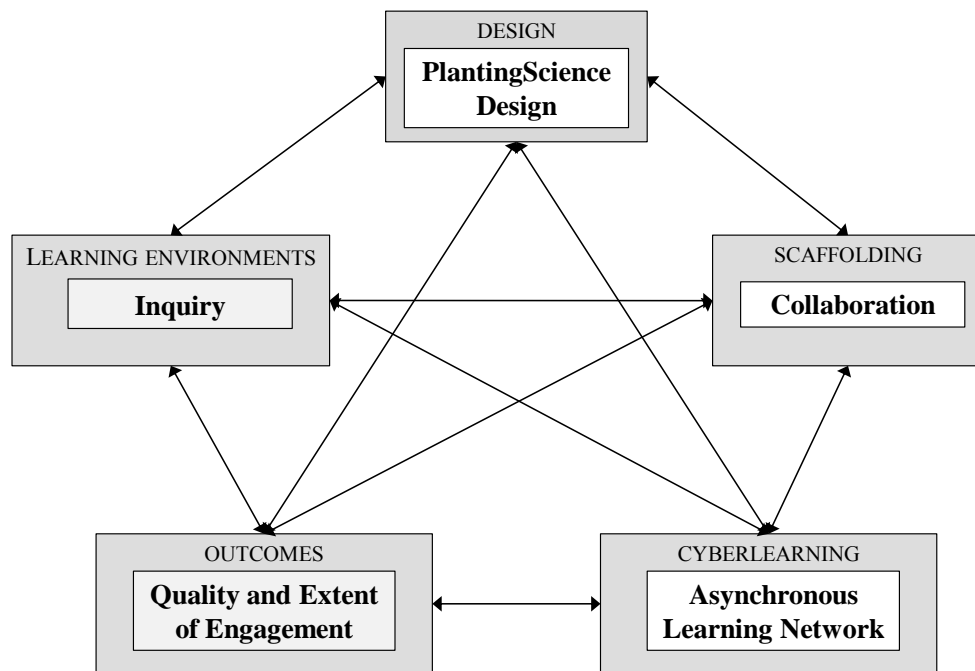 DESIGN
PlantingScience
Design
LEARNING ENVIRONMENTS
Inquiry
SCAFFOLDING
Collaboration
OUTCOMES
Quality and Extent
of Engagement
CYBERLEARNING
Asynchronous
Learning Network